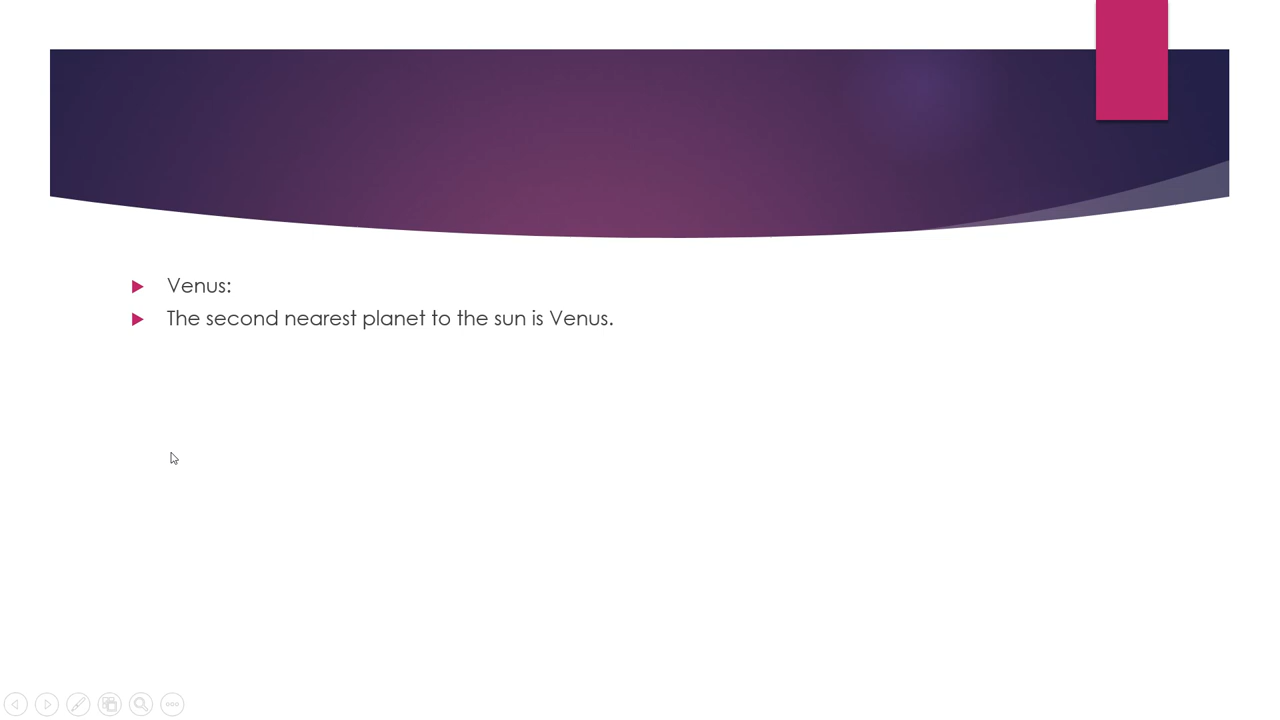 Venus:
The second nearest planet to the sun is Venus.